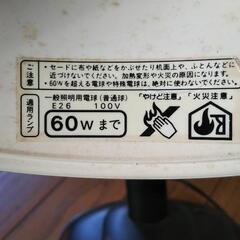 ご注意
・セードに布や紙などをかぶせたり机面上や、ふとんなどに
近づけないでください。加熱変形や火災の原因になります。
・60Wを超える球や特殊球は、絶対に使わないでください。
適用ランプ
一般照明用電球(普通球)
E26 100V
60Wまで
「やけど注意」
「火災注意」